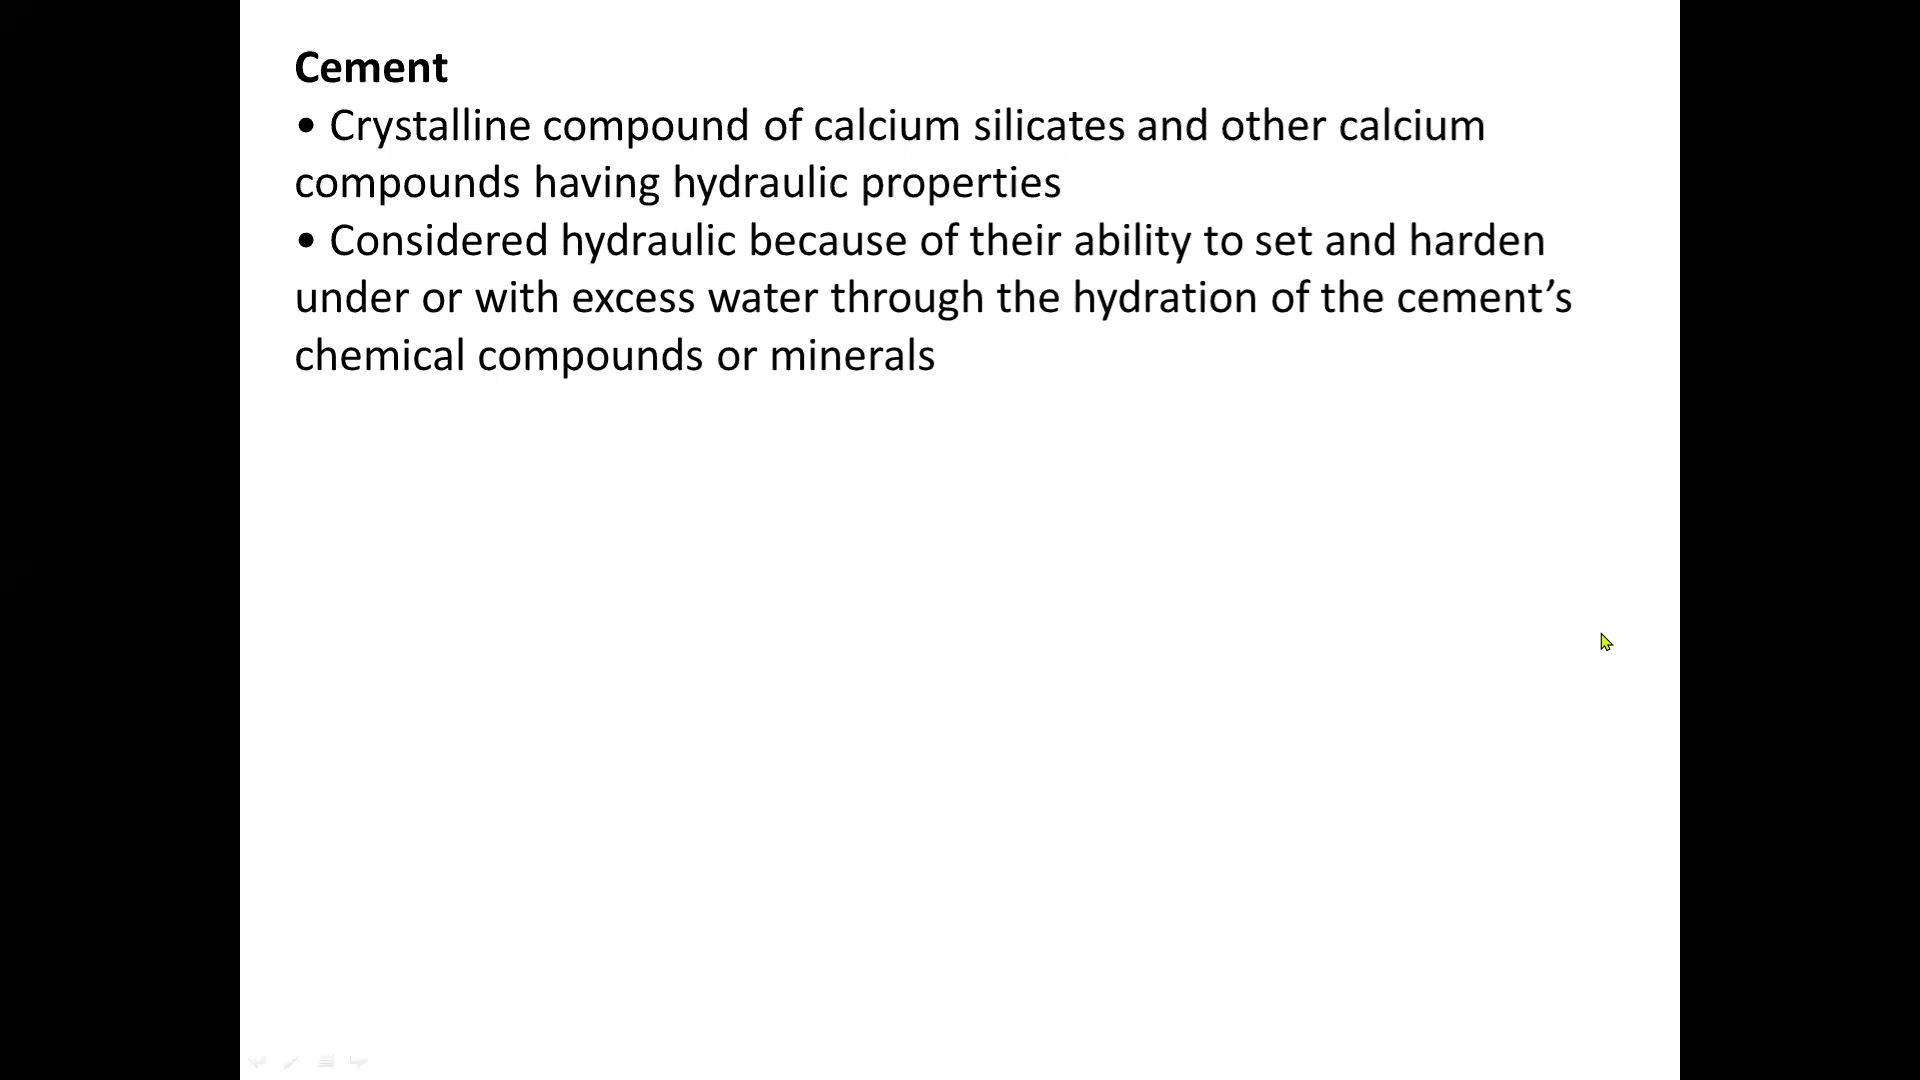 Cement
• Crystalline compound of calcium silicates and other calcium
compounds having hydraulic properties
• Considered hydraulic because of their ability to set and harden
under or with excess water through the hydration of the cement’s
chemical compounds or minerals